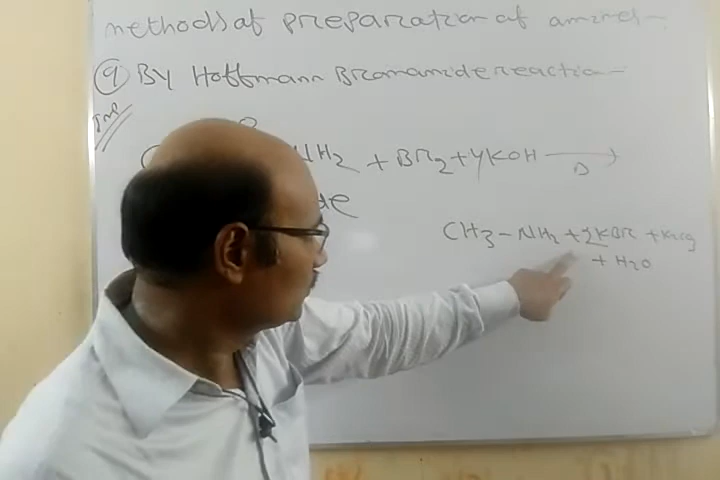 methods of preparation of amines -
9 By Hoffmann Bromamide reaction -
Imp
NH2 + BR2 + 4KOH →
Δ
CH3 - NH2 + 2KBR + K2CO3
+ H2O